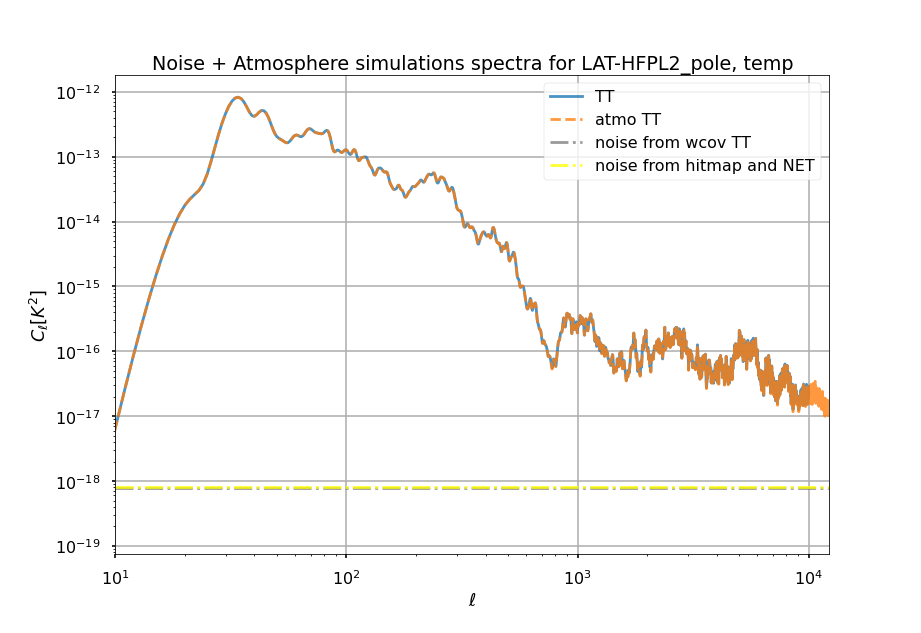 Noise + Atmosphere simulations spectra for LAT-HFPL2_pole, temp
TT
atmo TT
noise from wcov TT
noise from hitmap and NET
10⁻¹²
10⁻¹³
10⁻¹⁴
10⁻¹⁵
10⁻¹⁶
10⁻¹⁷
10⁻¹⁸
10⁻¹⁹
C_ℓ[K²]
10¹ 10² 10³ 10⁴
ℓ